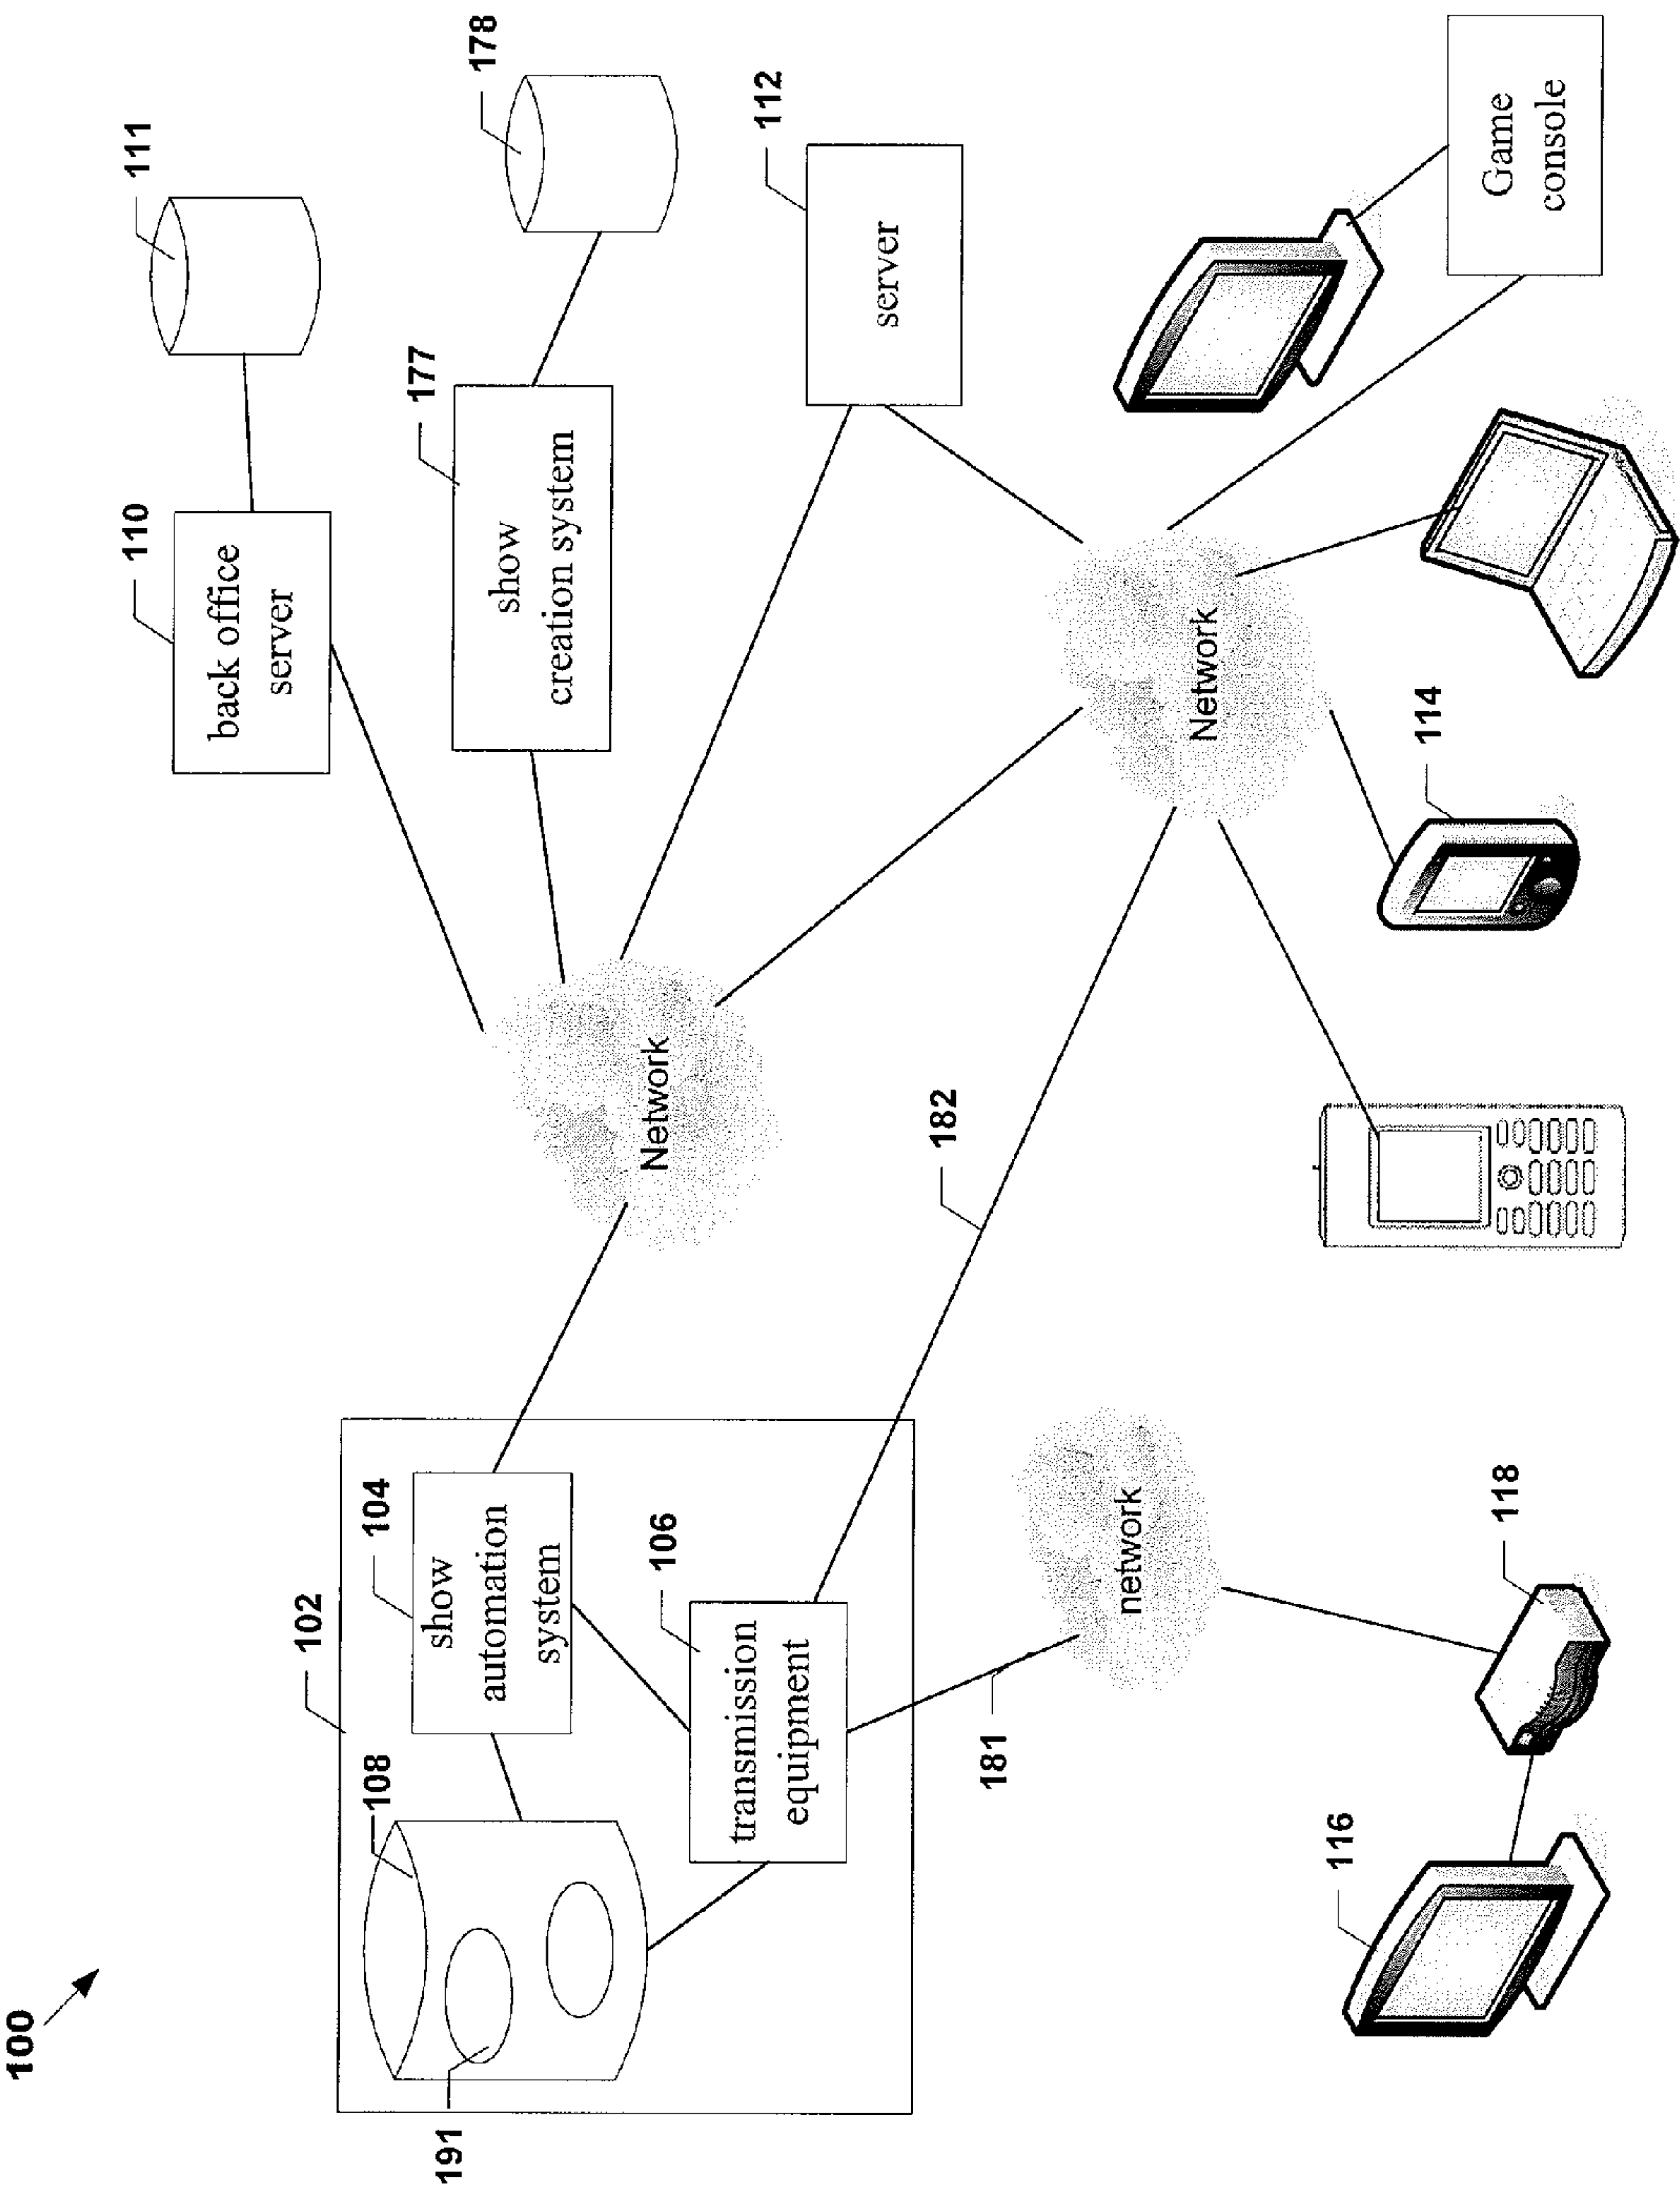 100
102
108
191
104
show
automation
system
106
transmission
equipment
181
182
network
116
118
Network
110
back office
server
111
177
show
creation system
178
112
server
Network
114
Game
console